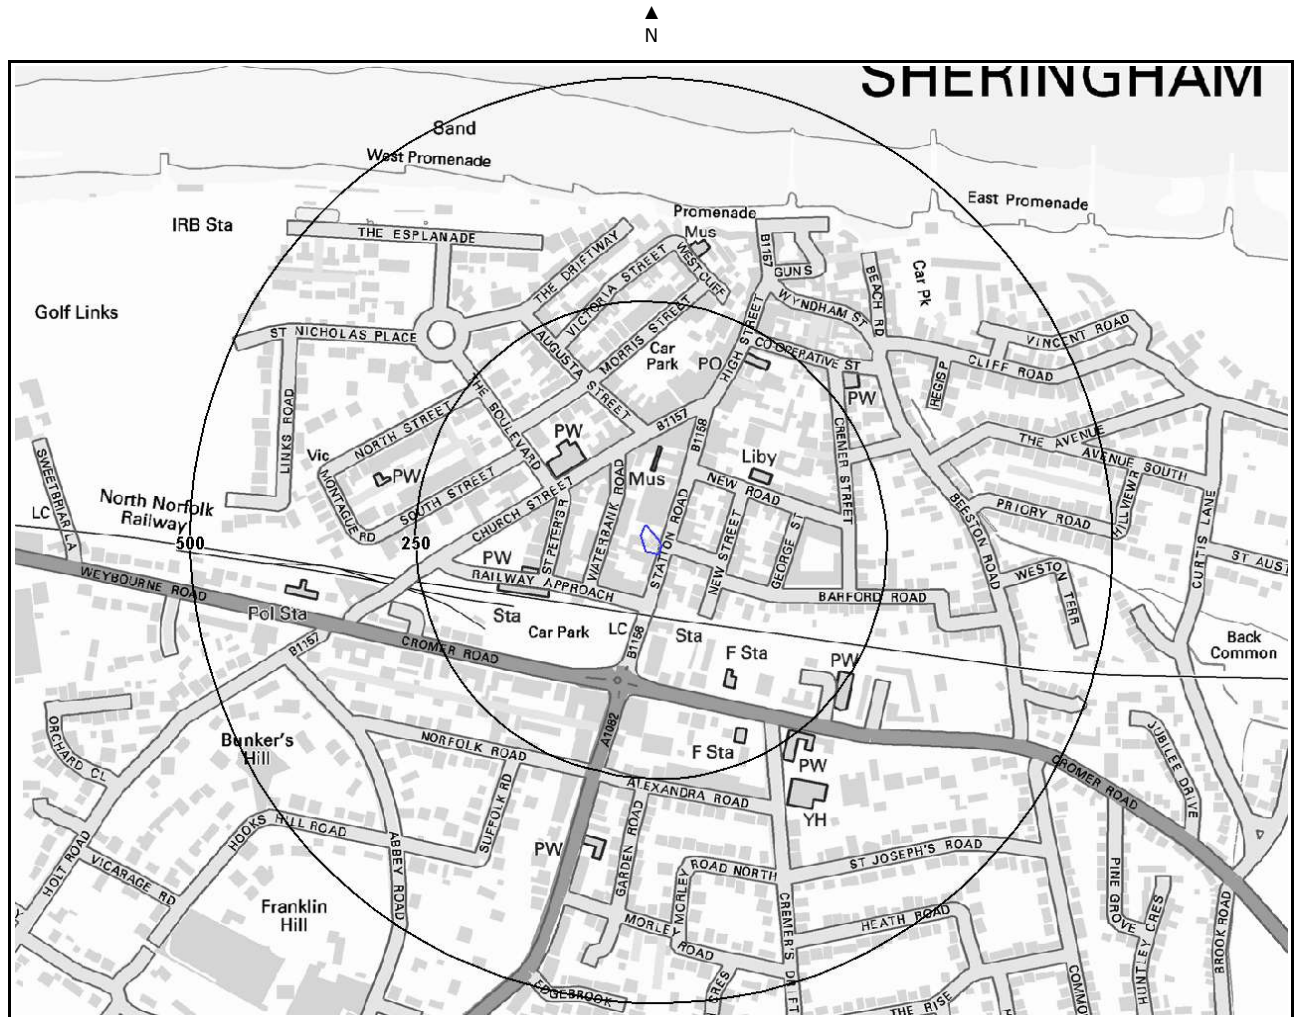 N
SHERINGHAM
Sand
West Promenade
East Promenade
Promenade
Mus
IRB Sta
THE ESPLANADE
THE DRIFTWAY
VICTORIA STREET
WESTCLIFF
B1157
GUNS
BEACH RD
Car Pk
WYNDHAM ST
Golf Links
ST NICHOLAS PLACE
AUGUSTA STREET
MORRIS STREET
Car
Park
PO
HIGH STREET
CO-OPERATIVE ST
VINCENT ROAD
CLIFF ROAD
REGIS P
PW
THE BOULEVARD
LINKS ROAD
NORTH STREET
PW
B1157
B1158
CREMER STREET
THE AVENUE
AVENUE SOUTH
SWEETBRIAR LA
Vic
PW
MONTAGUE RD
SOUTH STREET
CHURCH STREET
Mus
Liby
NEW ROAD
HILLVIEW R
PRIORY ROAD
BEESTON ROAD
CURTIS LANE
LC
North Norfolk
Railway
500
250
ST PETER'S R
WATERBANK ROAD
STATION ROAD
NEW STREET
GEORGE ST
ST AUST
WEYBOURNE ROAD
PW
RAILWAY APPROACH
BARFORD ROAD
WESTON TERR
Pol Sta
Sta
Car Park
LC
B1158
Sta
Back
Common
B1157
CROMER ROAD
F Sta
PW
ORCHARD CL
Bunker's
Hill
NORFOLK ROAD
A1082
F Sta
PW
CROMER ROAD
JUBILEE DRIVE
SUFFOLK RD
ALEXANDRA ROAD
YH
HOOKS HILL ROAD
ABBEY ROAD
PW
GARDEN ROAD
ROAD NORTH
MORLEY
ST JOSEPH'S ROAD
HOLT ROAD
VICARAGE RD
PINE GROVE
HUNTLEY CRES
BROOK ROAD
Franklin
Hill
MORLEY ROAD
CREMER'S DRIFT
HEATH ROAD
EDGEBROOK
CRES
THE RISE
COMMO